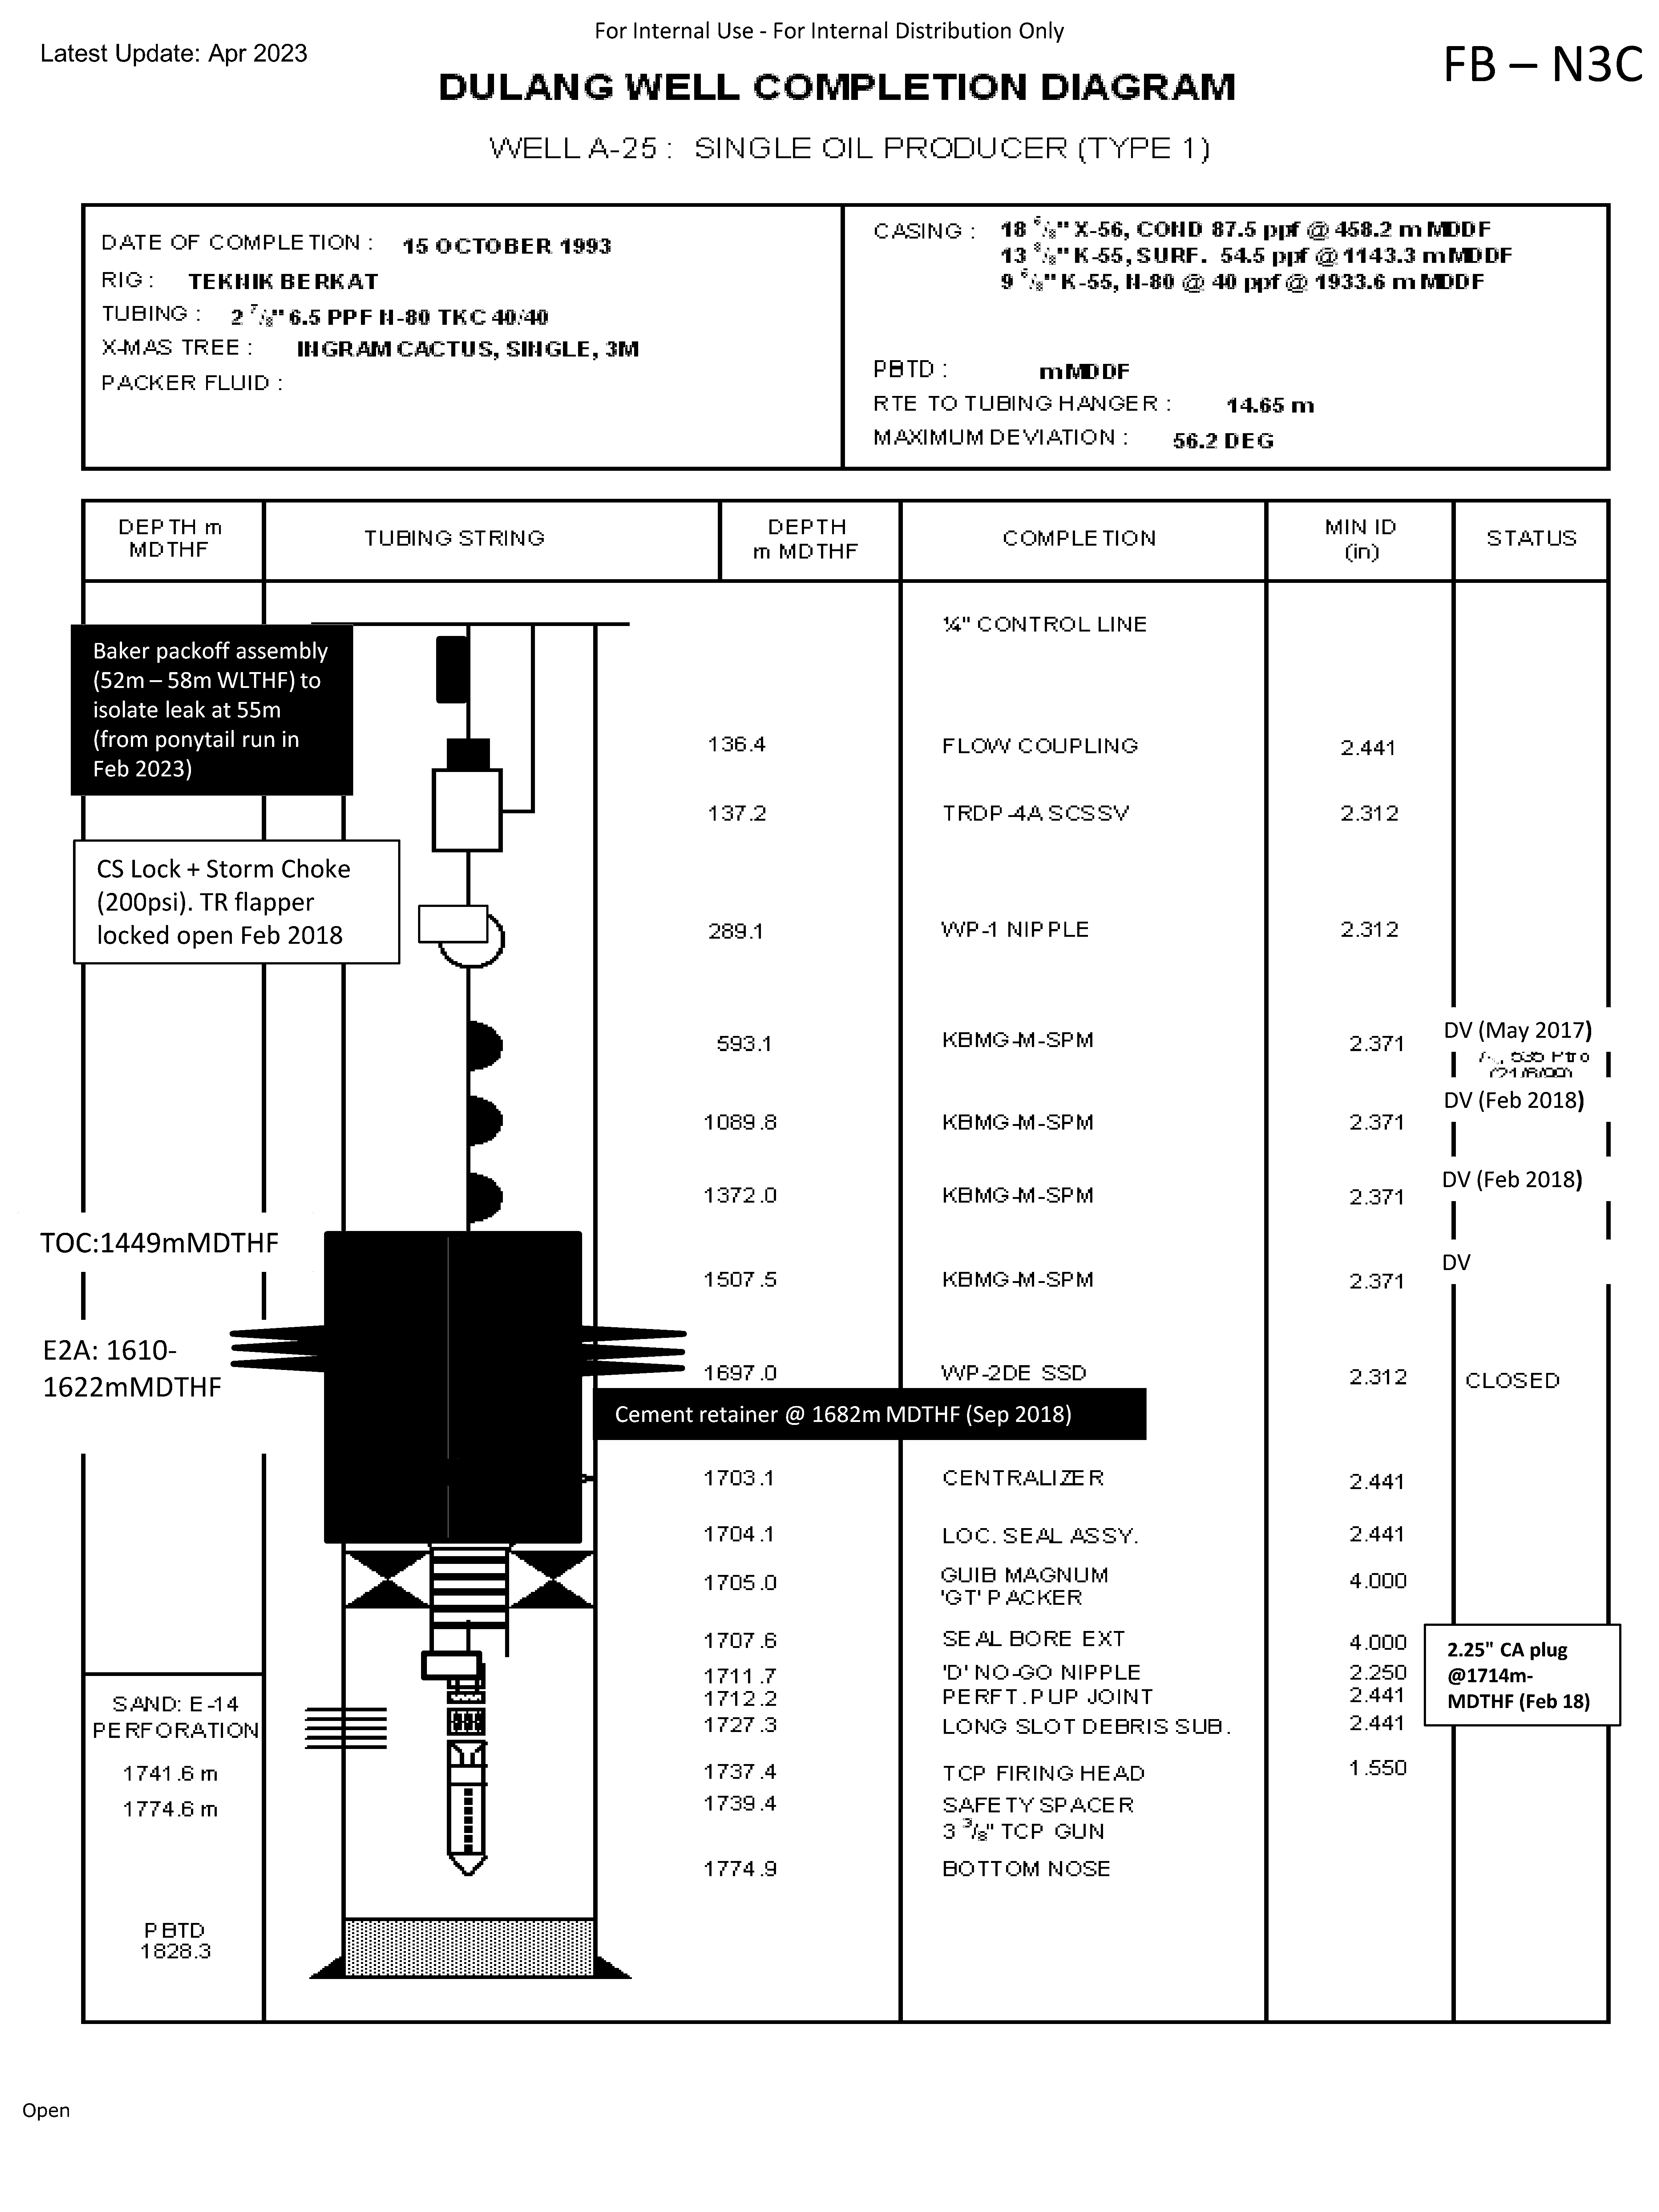 For Internal Use - For Internal Distribution Only
Latest Update: Apr 2023
FB – N3C
DULANG WELL COMPLETION DIAGRAM
WELL A-25 : SINGLE OIL PRODUCER (TYPE 1)
DATE OF COMPLETION : 15 OCTOBER 1993
RIG : TEKNIK BERKAT
TUBING : 2 7/8" 6.5 PPF N-80 TKC 40/40
X-MAS TREE : INGRAM CACTUS, SINGLE, 3M
PACKER FLUID :
CASING : 18 5/8" X-56, COND 87.5 ppf @ 458.2 m MDDF
13 3/8" K-55, SURF. 54.5 ppf @ 1143.3 m MDDF
9 5/8" K-55, N-80 @ 40 ppf @ 1933.6 m MDDF
PBTD : m MDDF
RTE TO TUBING HANGER : 14.65 m
MAXIMUM DEVIATION : 56.2 DEG
DEPTH m MDTHF
TUBING STRING
DEPTH m MDTHF
COMPLETION
MIN ID (in)
STATUS
¼" CONTROL LINE
Baker packoff assembly
(52m – 58m WLTHF) to
isolate leak at 55m
(from ponytail run in
Feb 2023)
136.4 FLOW COUPLING 2.441
137.2 TRDP-4A SCSSV 2.312
CS Lock + Storm Choke
(200psi). TR flapper
locked open Feb 2018
289.1 WP-1 NIPPLE 2.312
593.1 KBMG-M-SPM 2.371 DV (May 2017)
(21/6/99)
1089.8 KBMG-M-SPM 2.371 DV (Feb 2018)
1372.0 KBMG-M-SPM 2.371 DV (Feb 2018)
TOC:1449mMDTHF
1507.5 KBMG-M-SPM 2.371 DV
E2A: 1610-
1622mMDTHF
1697.0 WP-2DE SSD 2.312 CLOSED
Cement retainer @ 1682m MDTHF (Sep 2018)
1703.1 CENTRALIZER 2.441
1704.1 LOC. SEAL ASSY. 2.441
1705.0 GUIB MAGNUM 4.000
'GT' PACKER
1707.6 SEAL BORE EXT 4.000
1711.7 'D' NO-GO NIPPLE 2.250
1712.2 PERFT. PUP JOINT 2.441
1727.3 LONG SLOT DEBRIS SUB. 2.441
2.25" CA plug
@1714m-
MDTHF (Feb 18)
SAND: E-14
PERFORATION
1741.6 m
1774.6 m
1737.4 TCP FIRING HEAD 1.550
1739.4 SAFETY SPACER
3 3/8" TCP GUN
1774.9 BOTTOM NOSE
PBTD
1828.3
Open